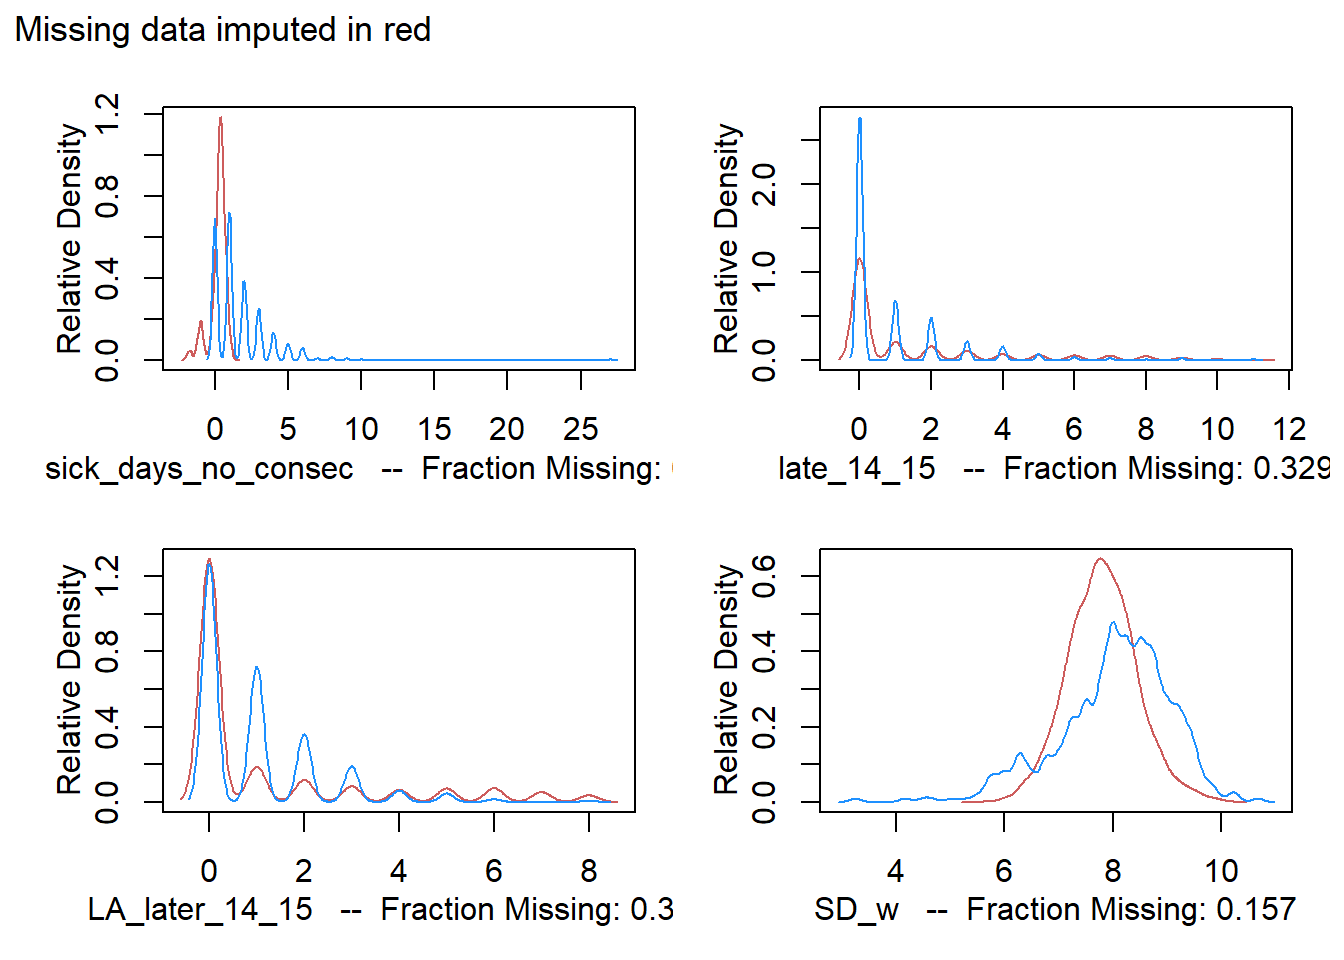 Missing data imputed in red
Relative Density
0.0 0.4 0.8 1.2
0 5 10 15 20 25
sick_days_no_consec -- Fraction Missing:
Relative Density
0.0 1.0 2.0
0 2 4 6 8 10 12
late_14_15 -- Fraction Missing: 0.329
Relative Density
0.0 0.4 0.8 1.2
0 2 4 6 8
LA_later_14_15 -- Fraction Missing: 0.3
Relative Density
0.0 0.2 0.4 0.6
4 6 8 10
SD_w -- Fraction Missing: 0.157